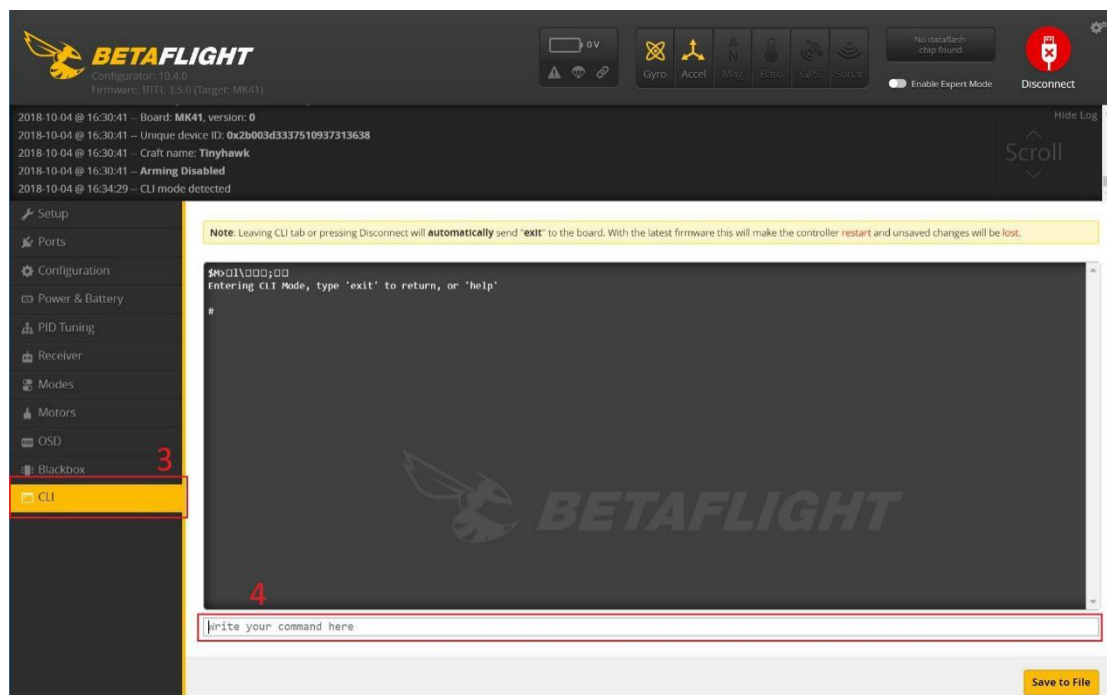 BETAFLIGHT
Configurator: 10.4.0
Firmware: BTFL 3.5.0 (Target: MK41)
0 V
Gyro Accel Mag Baro GPS Sonar
No dataflash
chip found
Enable Expert Mode
Disconnect
2018-10-04 @ 16:30:41 -- Board: MK41, version: 0
Hide Log
2018-10-04 @ 16:30:41 -- Unique device ID: 0x2b003d3337510937313638
2018-10-04 @ 16:30:41 -- Craft name: Tinyhawk
Scroll
2018-10-04 @ 16:30:41 -- Arming Disabled
2018-10-04 @ 16:34:29 -- CLI mode detected
Setup
Ports
Configuration
Power & Battery
PID Tuning
Receiver
Modes
Motors
OSD
Blackbox
3
CLI
Note: Leaving CLI tab or pressing Disconnect will automatically send "exit" to the board. With the latest firmware this will make the controller restart and unsaved changes will be lost.
$M>□l\□□□;□□
Entering CLI Mode, type 'exit' to return, or 'help'
#
BETAFLIGHT
4
Write your command here
Save to File